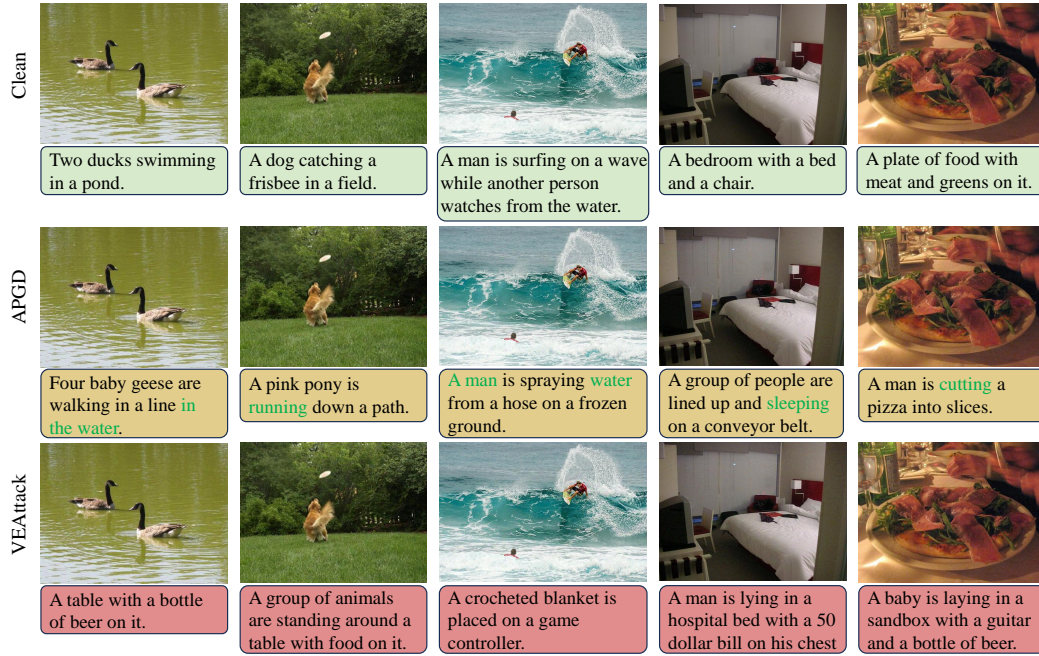 Clean
Two ducks swimming
in a pond.
A dog catching a
frisbee in a field.
A man is surfing on a wave
while another person
watches from the water.
A bedroom with a bed
and a chair.
A plate of food with
meat and greens on it.
APGD
Four baby geese are
walking in a line in
the water.
A pink pony is
running down a path.
A man is spraying water
from a hose on a frozen
ground.
A group of people are
lined up and sleeping
on a conveyor belt.
A man is cutting a
pizza into slices.
VEAttack
A table with a bottle
of beer on it.
A group of animals
are standing around a
table with food on it.
A crocheted blanket is
placed on a game
controller.
A man is lying in a
hospital bed with a 50
dollar bill on his chest
A baby is laying in a
sandbox with a guitar
and a bottle of beer.